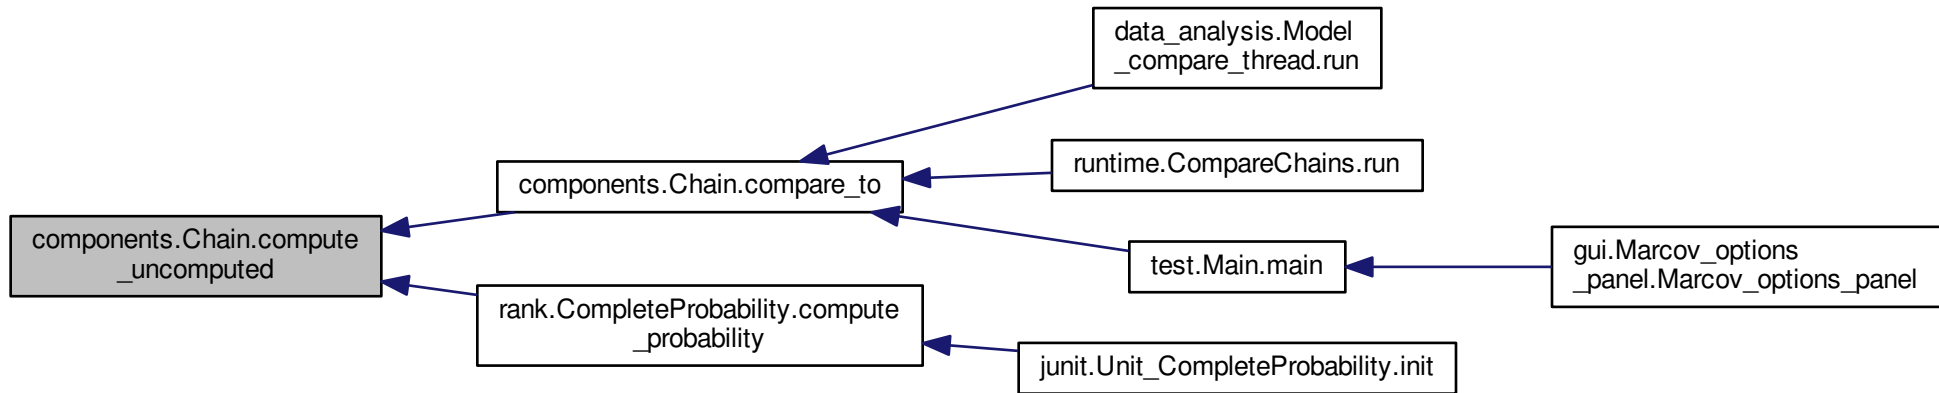 data_analysis.Model
_compare_thread.run
runtime.CompareChains.run
components.Chain.compare_to
components.Chain.compute
_uncomputed
test.Main.main
gui.Marcov_options
_panel.Marcov_options_panel
rank.CompleteProbability.compute
_probability
junit.Unit_CompleteProbability.init